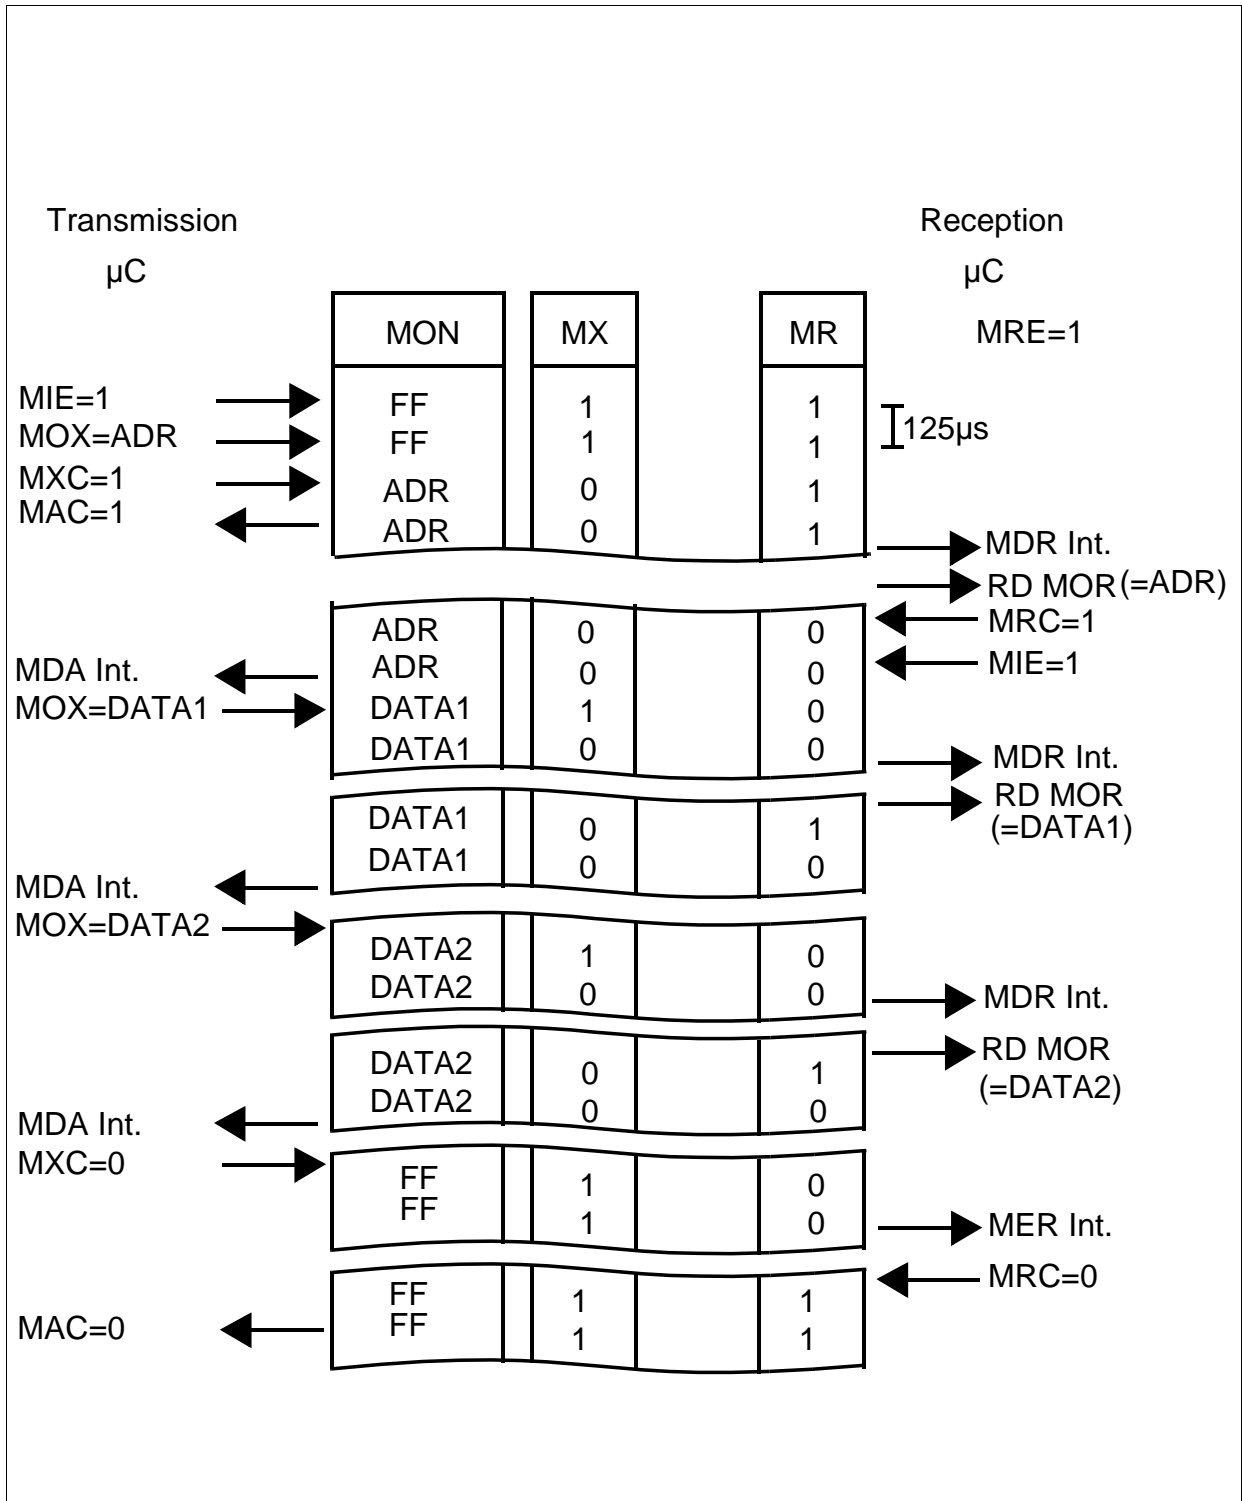 Transmission Reception
µC µC
MON MX MR MRE=1
MIE=1 FF 1 1
MOX=ADR FF 1 1 125µs
MXC=1 ADR 0 1
MAC=1 ADR 0 1
MDR Int.
RD MOR (=ADR)
ADR 0 0 MRC=1
MDA Int. ADR 0 0 MIE=1
MOX=DATA1 DATA1 1 0
DATA1 0 0 MDR Int.
DATA1 0 1 RD MOR
(=DATA1)
DATA1 0 0
MDA Int.
MOX=DATA2
DATA2 1 0
DATA2 0 0 MDR Int.
DATA2 0 1 RD MOR
DATA2 0 0 (=DATA2)
MDA Int.
MXC=0
FF 1 0
FF 1 0 MER Int.
MRC=0
FF 1 1
MAC=0 FF 1 1